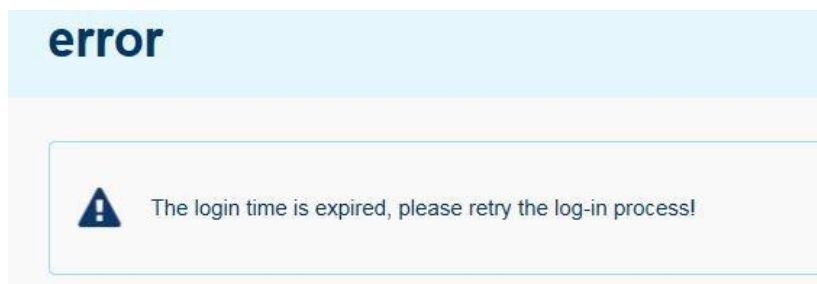 error
The login time is expired, please retry the log-in process!